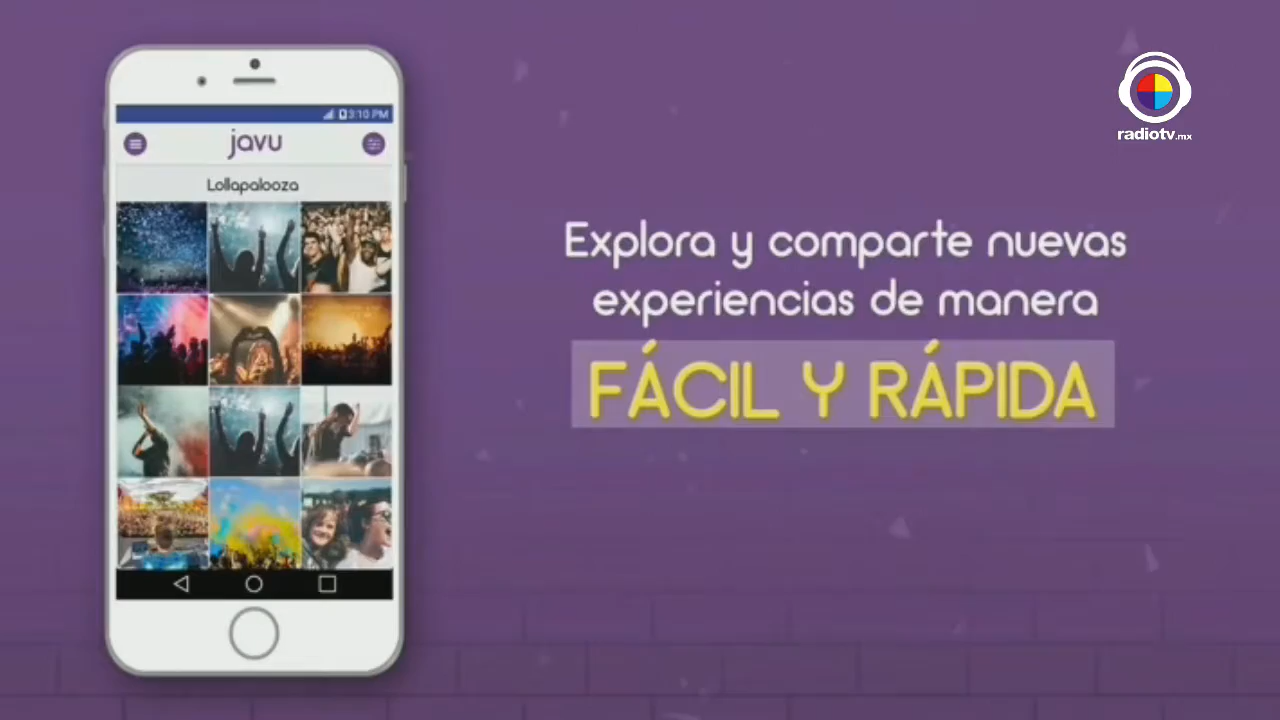 radiotv.mx
3:10 PM
javu
Lollapalooza
Explora y comparte nuevas
experiencias de manera
FÁCIL Y RÁPIDA